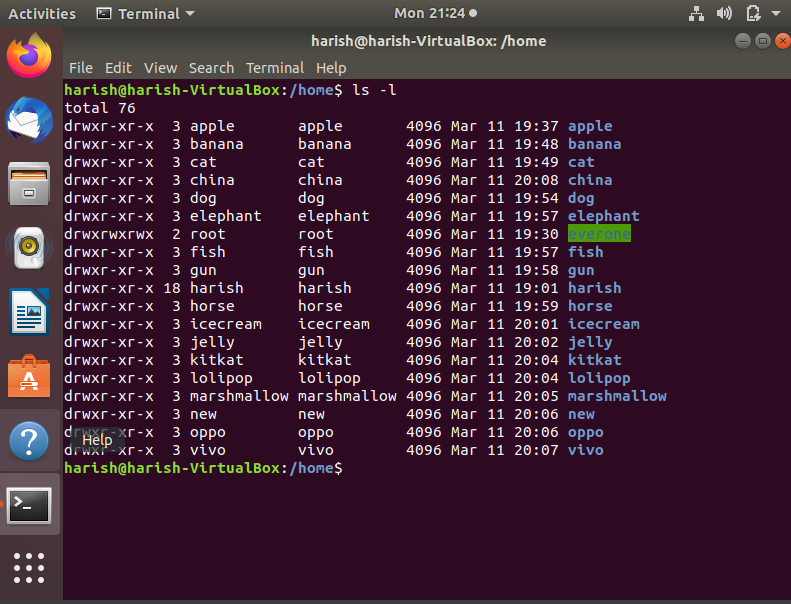 Activities Terminal Mon 21:24
harish@harish-VirtualBox: /home
File Edit View Search Terminal Help
harish@harish-VirtualBox:/home$ ls -l
total 76
drwxr-xr-x  3 apple       apple       4096 Mar 11 19:37 apple
drwxr-xr-x  3 banana      banana      4096 Mar 11 19:48 banana
drwxr-xr-x  3 cat         cat         4096 Mar 11 19:49 cat
drwxr-xr-x  3 china       china       4096 Mar 11 20:08 china
drwxr-xr-x  3 dog         dog         4096 Mar 11 19:54 dog
drwxr-xr-x  3 elephant    elephant    4096 Mar 11 19:57 elephant
drwxrwxrwx  2 root        root        4096 Mar 11 19:30 everone
drwxr-xr-x  3 fish        fish        4096 Mar 11 19:57 fish
drwxr-xr-x  3 gun         gun         4096 Mar 11 19:58 gun
drwxr-xr-x 18 harish      harish      4096 Mar 11 19:01 harish
drwxr-xr-x  3 horse       horse       4096 Mar 11 19:59 horse
drwxr-xr-x  3 icecream    icecream    4096 Mar 11 20:01 icecream
drwxr-xr-x  3 jelly       jelly       4096 Mar 11 20:02 jelly
drwxr-xr-x  3 kitkat      kitkat      4096 Mar 11 20:04 kitkat
drwxr-xr-x  3 lolipop     lolipop     4096 Mar 11 20:04 lolipop
drwxr-xr-x  3 marshmallow marshmallow 4096 Mar 11 20:05 marshmallow
drwxr-xr-x  3 new         new         4096 Mar 11 20:06 new
drwxr-xr-x  3 oppo        oppo        4096 Mar 11 20:06 oppo
Help
drwxr-xr-x  3 vivo        vivo        4096 Mar 11 20:07 vivo
harish@harish-VirtualBox:/home$